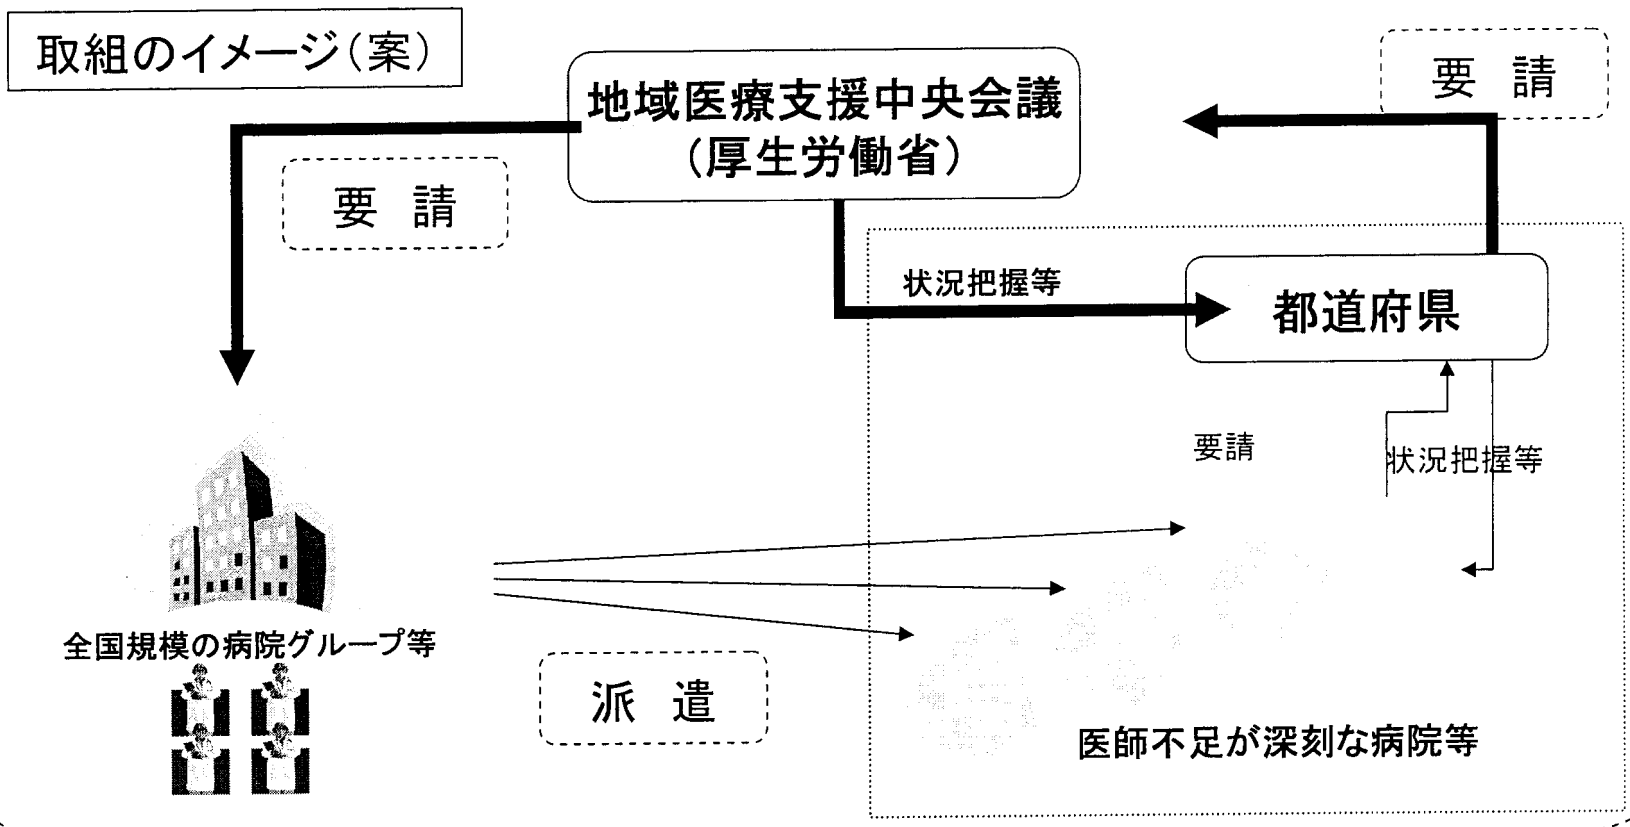 取組のイメージ(案)
地域医療支援中央会議
(厚生労働省)
要 請
要 請
状況把握等
都道府県
要請
状況把握等
全国規模の病院グループ等
派 遣
医師不足が深刻な病院等